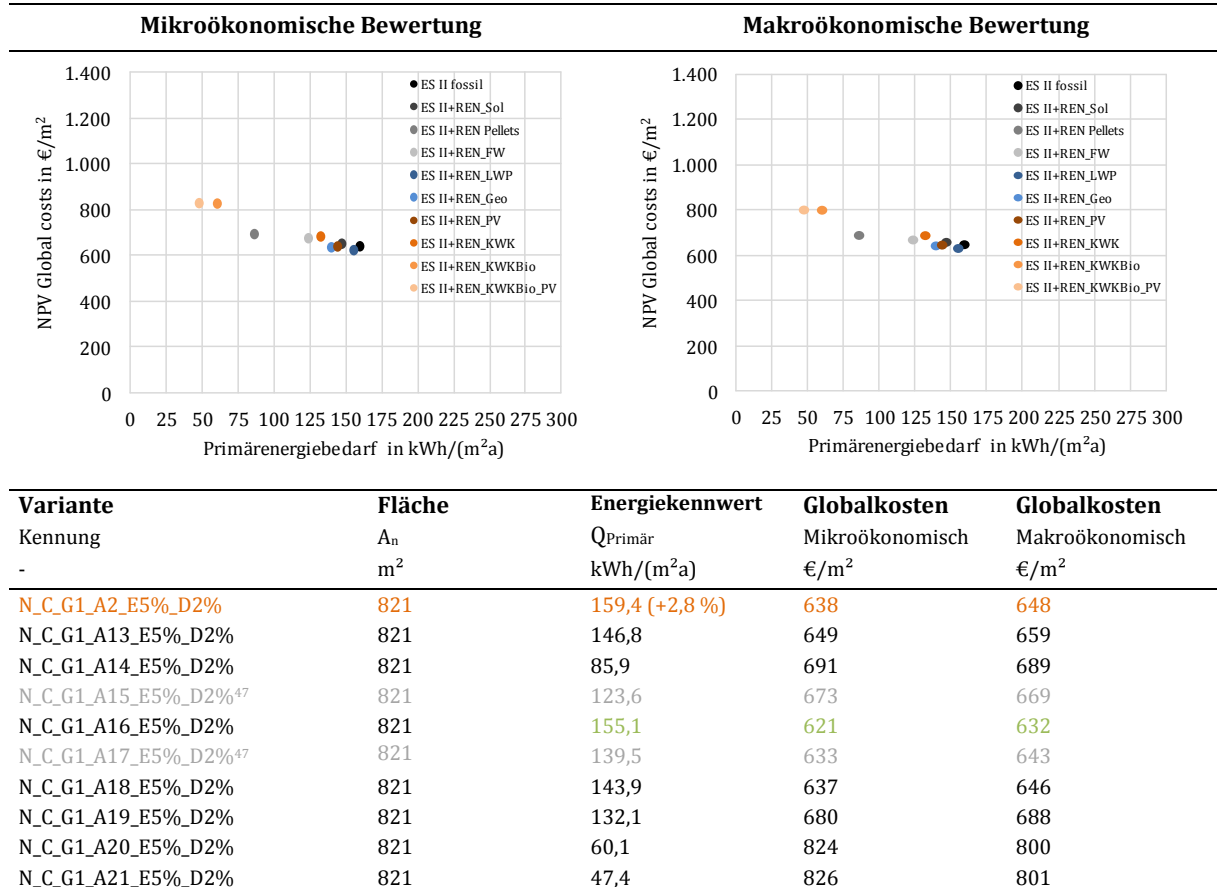 Mikroökonomische Bewertung
Makroökonomische Bewertung
NPV Global costs in €/m²
1.400
1.200
1.000
800
600
400
200
0
0 25 50 75 100 125 150 175 200 225 250 275 300
Primärenergiebedarf in kWh/(m²a)
ES II fossil
ES II+REN_Sol
ES II+REN Pellets
ES II+REN_FW
ES II+REN_LWP
ES II+REN_Geo
ES II+REN_PV
ES II+REN_KWK
ES II+REN_KWKBio
ES II+REN_KWKBio_PV
NPV Global costs in €/m²
1.400
1.200
1.000
800
600
400
200
0
0 25 50 75 100 125 150 175 200 225 250 275 300
Primärenergiebedarf in kWh/(m²a)
ES II fossil
ES II+REN_Sol
ES II+REN Pellets
ES II+REN_FW
ES II+REN_LWP
ES II+REN_Geo
ES II+REN_PV
ES II+REN_KWK
ES II+REN_KWKBio
ES II+REN_KWKBio_PV
Variante Fläche Energiekennwert Globalkosten Globalkosten
Kennung An QPrimär Mikroökonomisch Makroökonomisch
- m² kWh/(m²a) €/m² €/m²
N_C_G1_A2_E5%_D2% 821 159,4 (+2,8 %) 638 648
N_C_G1_A13_E5%_D2% 821 146,8 649 659
N_C_G1_A14_E5%_D2% 821 85,9 691 689
N_C_G1_A15_E5%_D2%⁴⁷ 821 123,6 673 669
N_C_G1_A16_E5%_D2% 821 155,1 621 632
N_C_G1_A17_E5%_D2%⁴⁷ 821 139,5 633 643
N_C_G1_A18_E5%_D2% 821 143,9 637 646
N_C_G1_A19_E5%_D2% 821 132,1 680 688
N_C_G1_A20_E5%_D2% 821 60,1 824 800
N_C_G1_A21_E5%_D2% 821 47,4 826 801